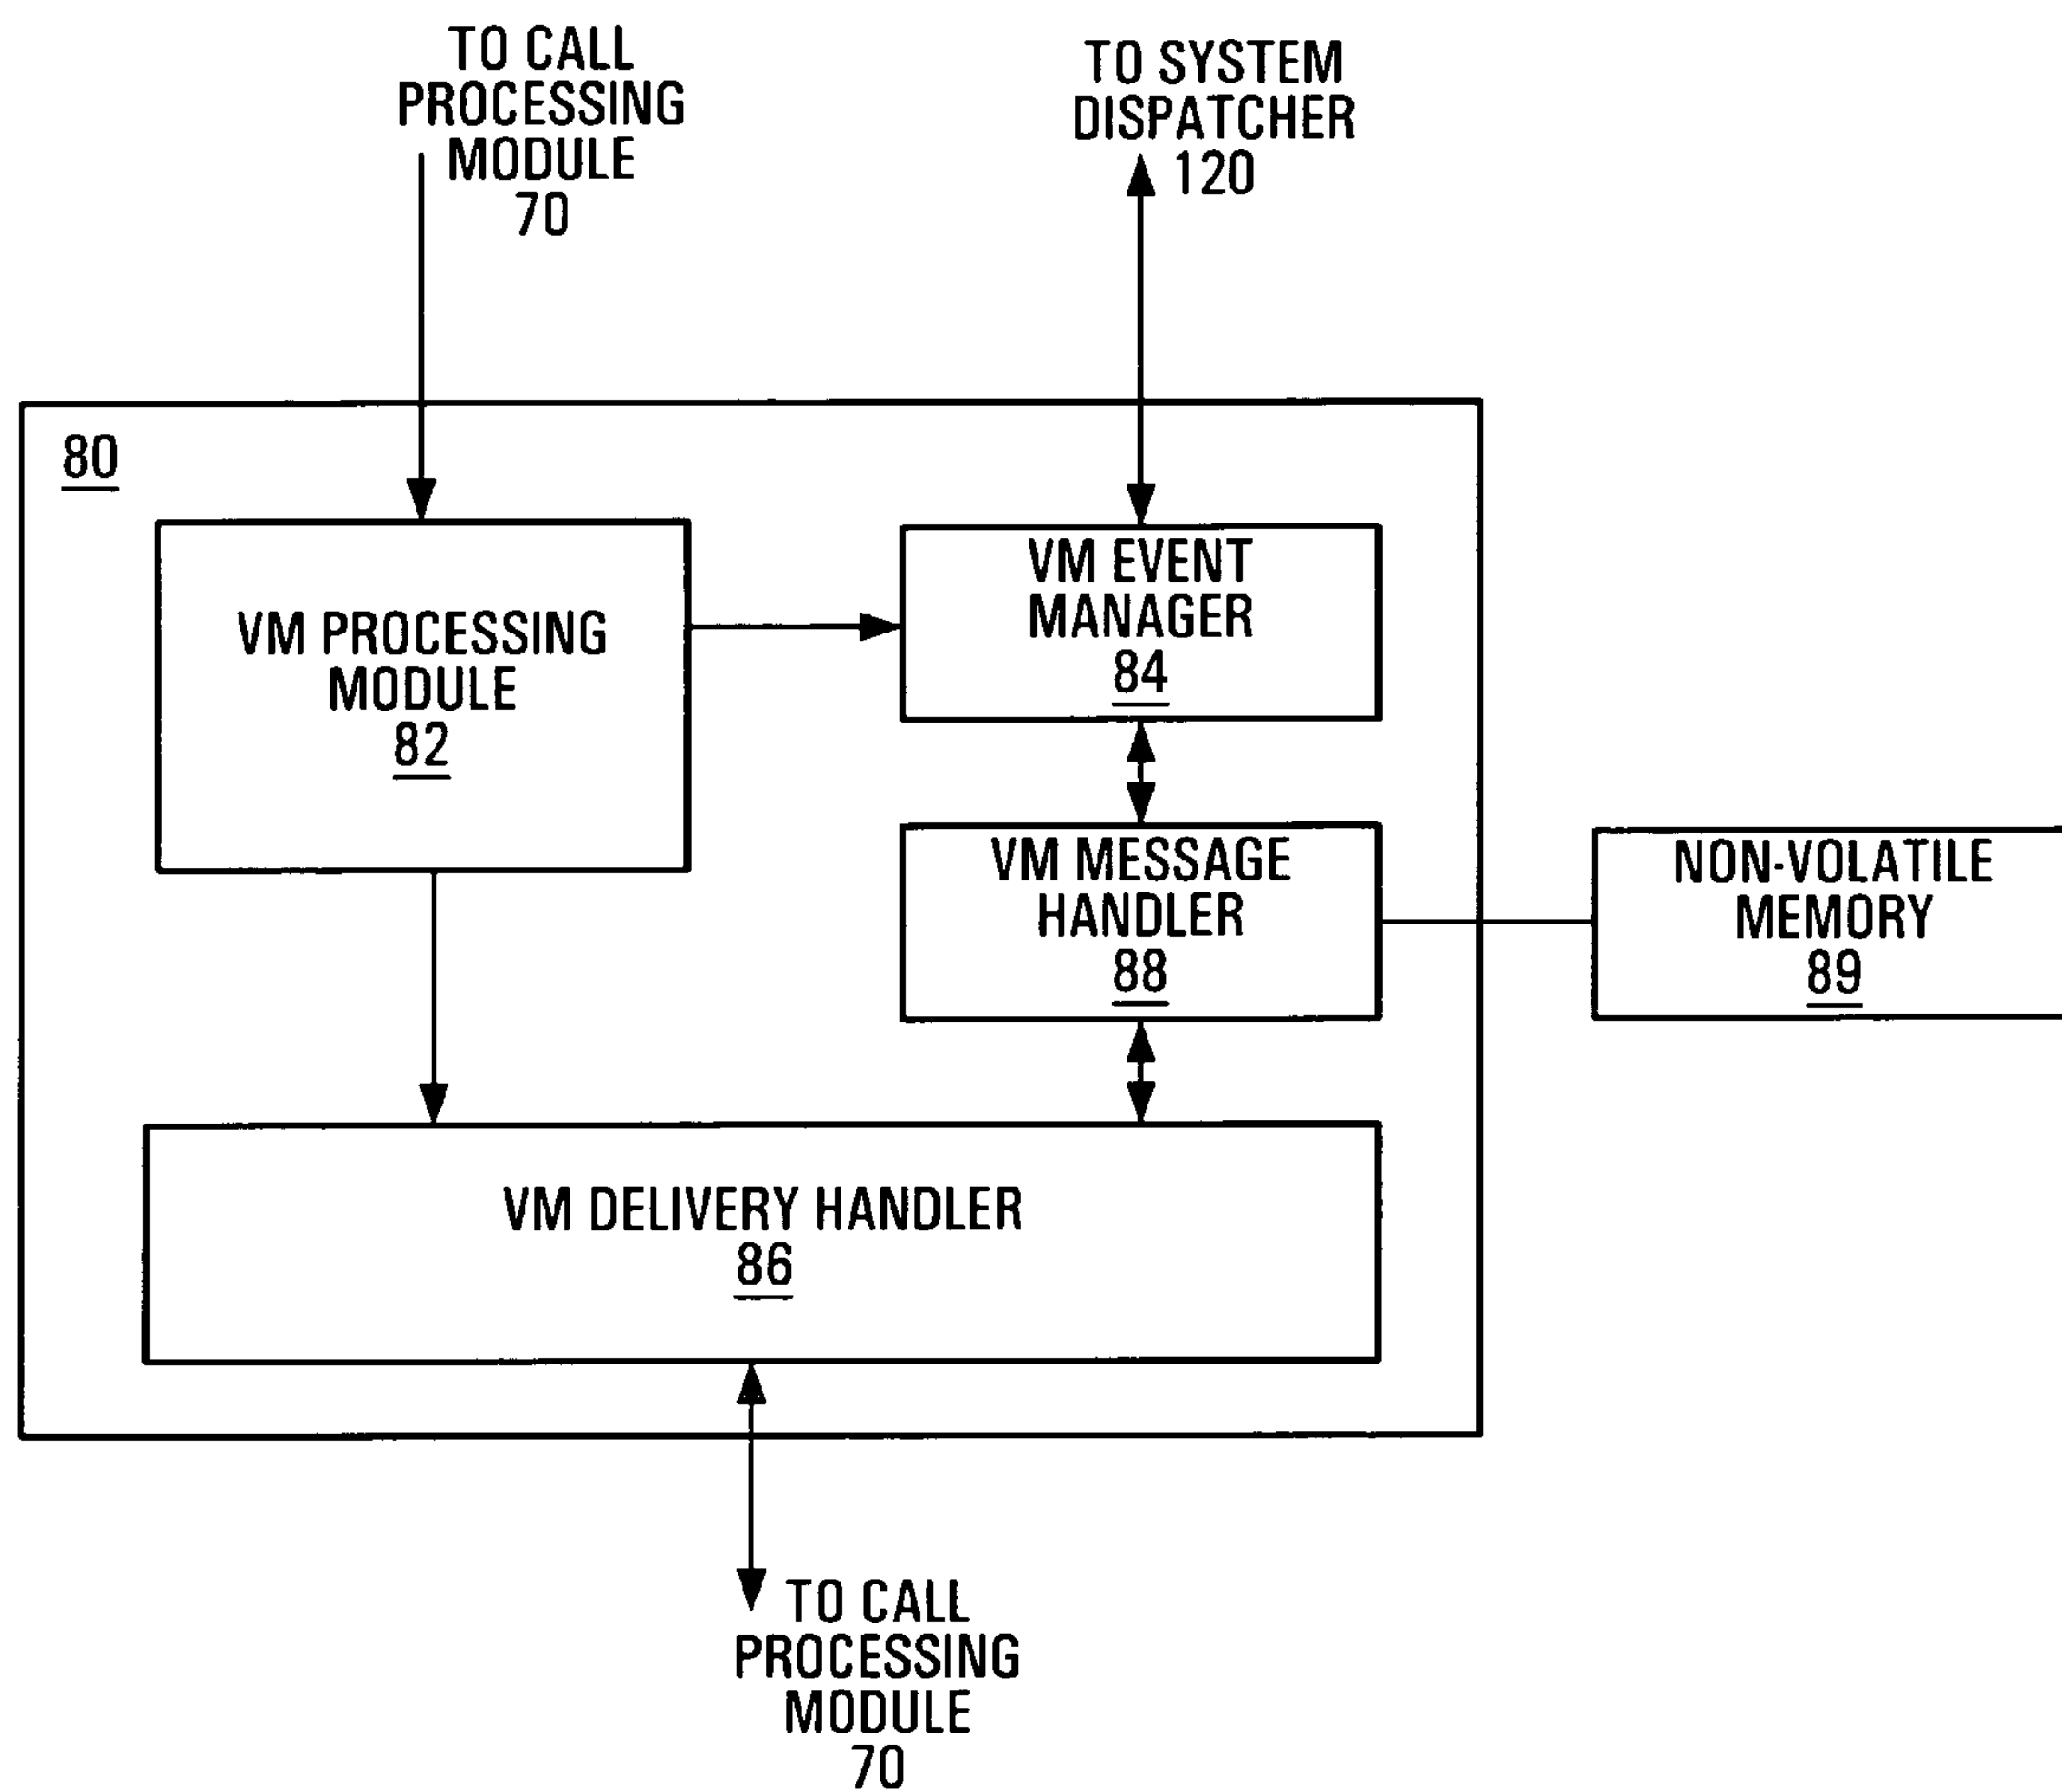 TO CALL
PROCESSING
MODULE
70
TO SYSTEM
DISPATCHER
120
80
VM PROCESSING
MODULE
82
VM EVENT
MANAGER
84
VM MESSAGE
HANDLER
88
NON-VOLATILE
MEMORY
89
VM DELIVERY HANDLER
86
TO CALL
PROCESSING
MODULE
70